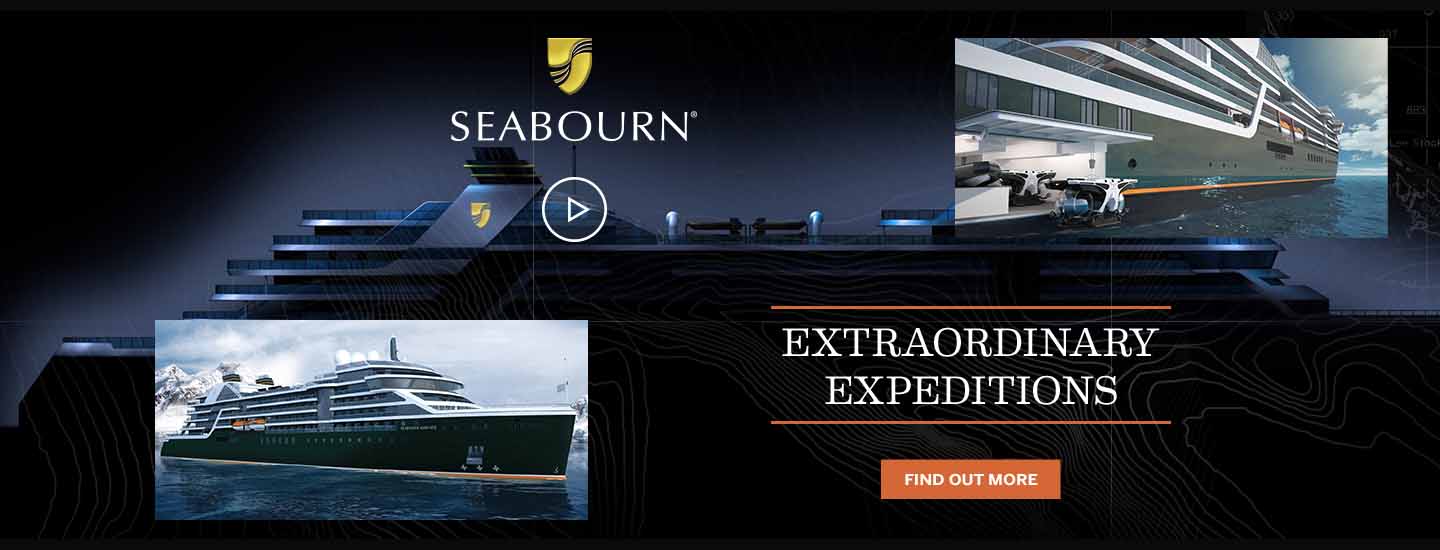 SEABOURN®
EXTRAORDINARY
EXPEDITIONS
FIND OUT MORE